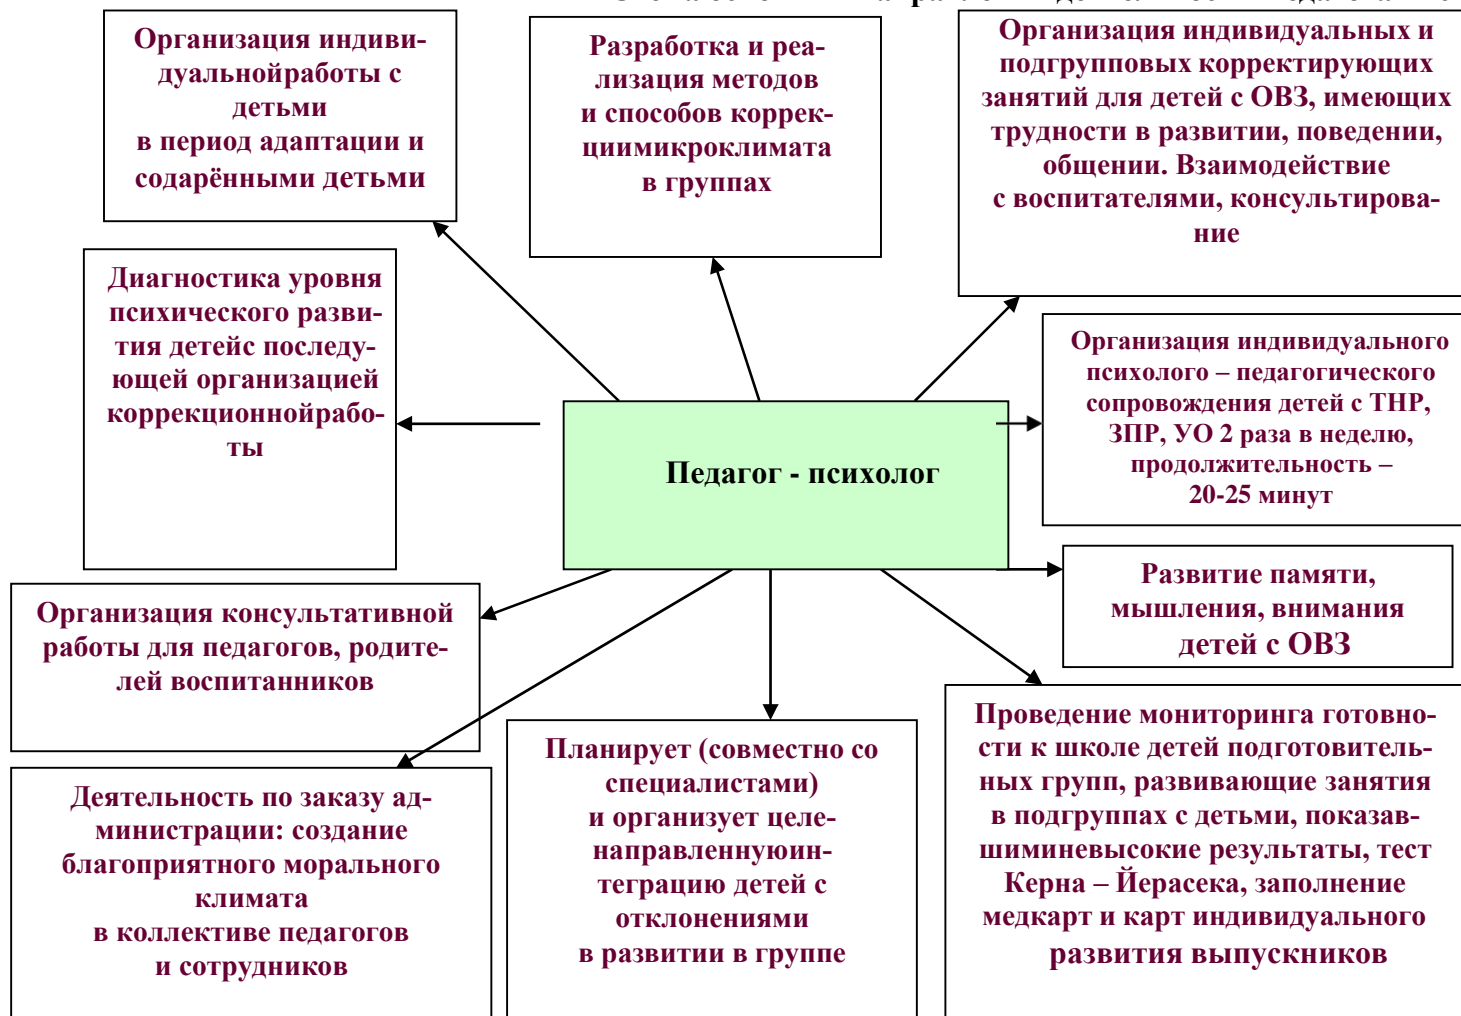 Организация индиви-
дуальнойработы с
детьми
в период адаптации и
содарёнными детьми
Разработка и реа-
лизация методов
и способов коррек-
циимикроклимата
в группах
Организация индивидуальных и
подгрупповых корректирующих
занятий для детей с ОВЗ, имеющих
трудности в развитии, поведении,
общении. Взаимодействие
с воспитателями, консультирова-
ние
Диагностика уровня
психического разви-
тия детейс последу-
ющей организацией
коррекционнойрабо-
ты
Организация индивидуального
психолого – педагогического
сопровождения детей с ТНР,
ЗПР, УО 2 раза в неделю,
продолжительность –
20-25 минут
Педагог - психолог
Развитие памяти,
мышления, внимания
детей с ОВЗ
Организация консультативной
работы для педагогов, родите-
лей воспитанников
Деятельность по заказу ад-
министрации: создание
благоприятного морального
климата
в коллективе педагогов
и сотрудников
Планирует (совместно со
специалистами)
и организует целе-
направленнуюин-
теграцию детей с
отклонениями
в развитии в группе
Проведение мониторинга готовно-
сти к школе детей подготовитель-
ных групп, развивающие занятия
в подгруппах с детьми, показав-
шиминевысокие результаты, тест
Керна – Йерасека, заполнение
медкарт и карт индивидуального
развития выпускников